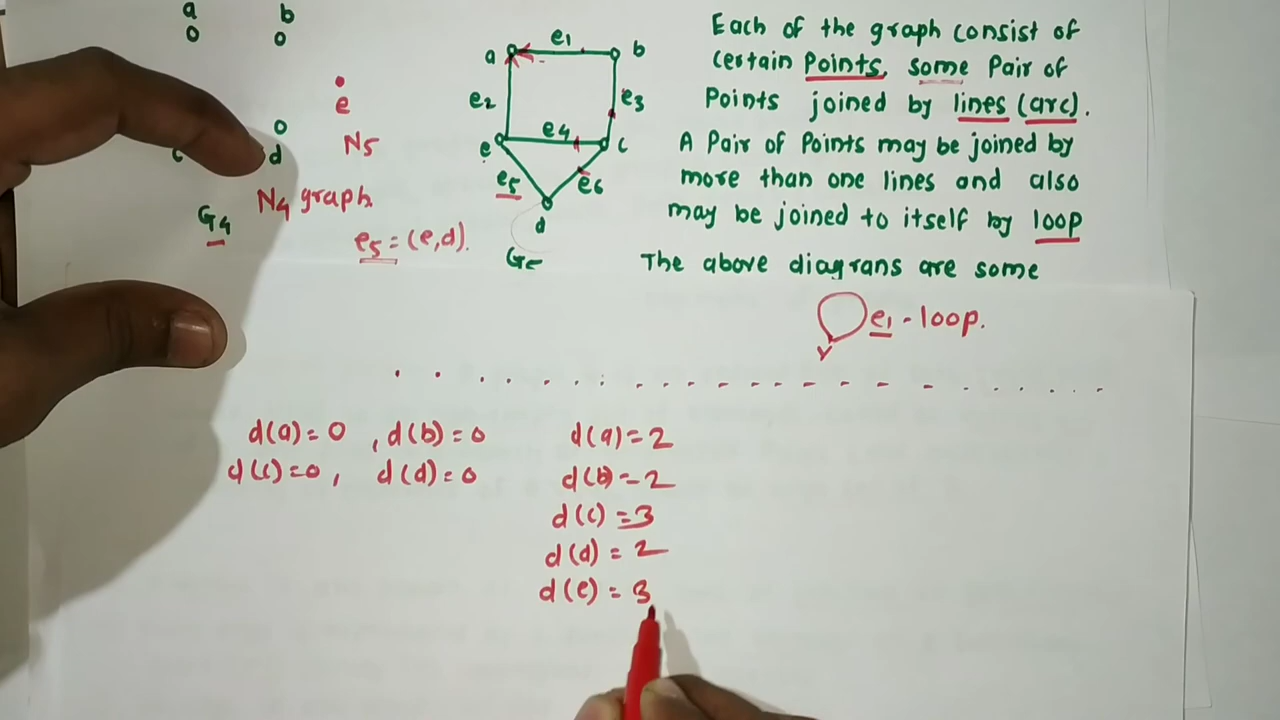 a b
c d
e
N5
N4 graph.
G4
e5 = (e,d).
a e1 b
e2 e3
e e4 c
e5 e6
d
Each of the graph consist of
certain Points, some Pair of
Points joined by lines (arc).
A Pair of Points may be joined by
more than one lines and also
may be joined to itself by loop
The above diagrans are some
v e1 - loop.
d(a)=0 , d(b)=0
d(c)=0 , d(d)=0
d(a)=2
d(b)=2
d(c)=3
d(d)=2
d(e)=3